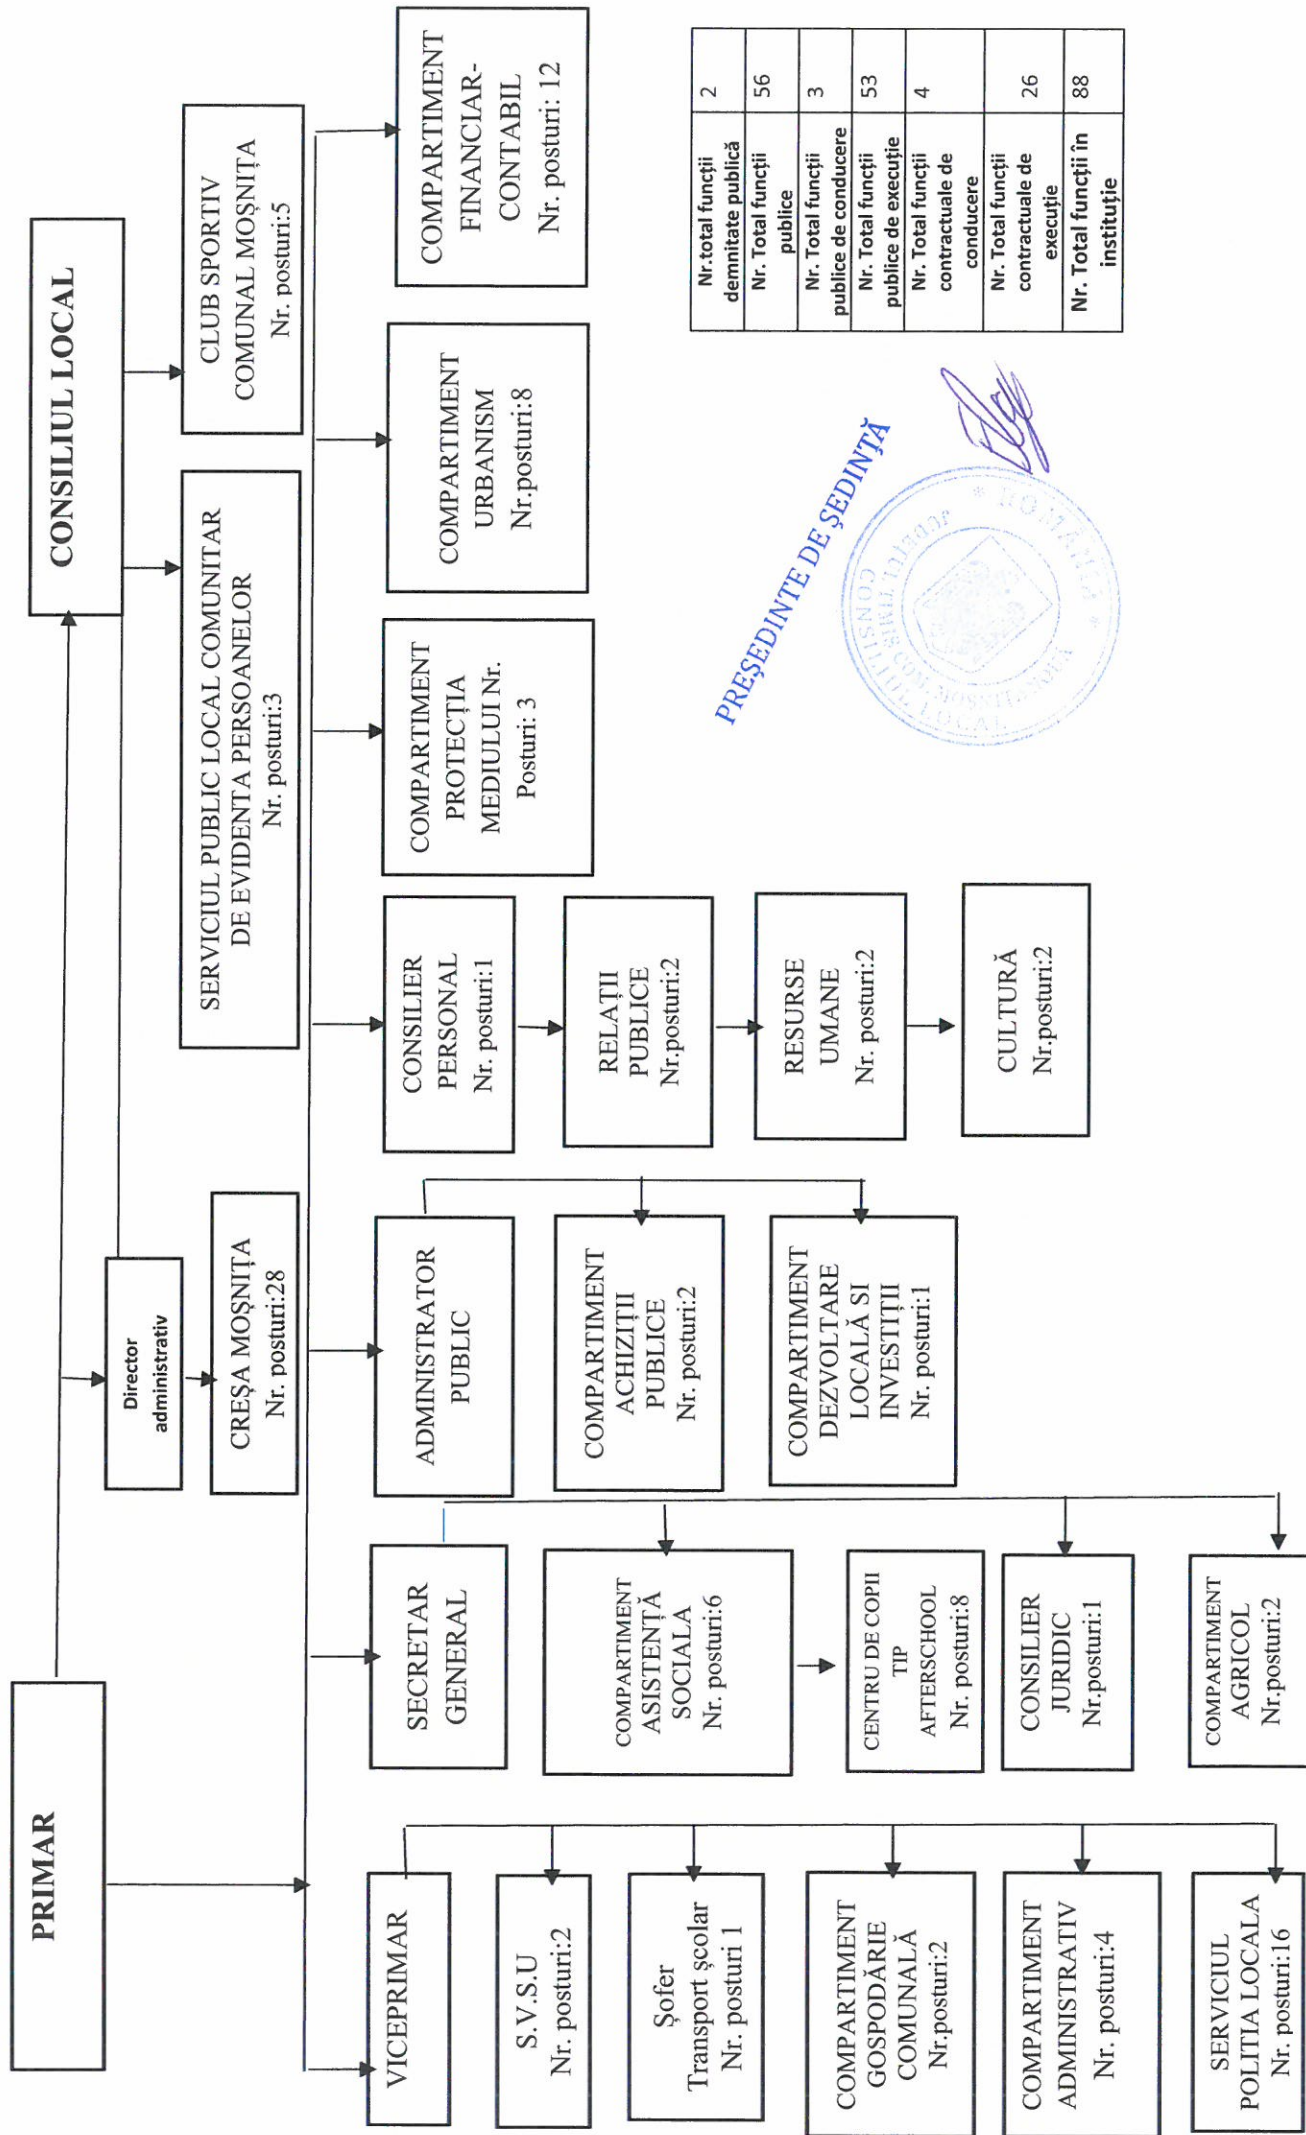 PRIMAR
CONSILIUL LOCAL
Director
administrativ
CREȘA MOȘNIȚA
Nr. posturi:28
SERVICIUL PUBLIC LOCAL COMUNITAR
DE EVIDENTA PERSOANELOR
Nr. posturi:3
CLUB SPORTIV
COMUNAL MOȘNIȚA
Nr. posturi:5
VICEPRIMAR
S.V.S.U
Nr. posturi:2
Șofer
Transport școlar
Nr. posturi 1
COMPARTIMENT
GOSPODĂRIE
COMUNALĂ
Nr.posturi:2
COMPARTIMENT
ADMINISTRATIV
Nr. posturi:4
SERVICIUL
POLITIA LOCALA
Nr. posturi:16
SECRETAR
GENERAL
COMPARTIMENT
ASISTENȚĂ
SOCIALA
Nr. posturi:6
CENTRU DE COPII
TIP
AFTERSCHOOL
Nr. posturi:8
CONSILIER
JURIDIC
Nr.posturi:1
COMPARTIMENT
AGRICOL
Nr.posturi:2
ADMINISTRATOR
PUBLIC
COMPARTIMENT
ACHIZIȚII
PUBLICE
Nr. posturi:2
COMPARTIMENT
DEZVOLTARE
LOCALĂ SI
INVESTIȚII
Nr. posturi:1
CONSILIER
PERSONAL
Nr. posturi:1
RELAȚII
PUBLICE
Nr.posturi:2
RESURSE
UMANE
Nr. posturi:2
CULTURĂ
Nr.posturi:2
COMPARTIMENT
PROTECȚIA
MEDIULUI Nr.
Posturi: 3
COMPARTIMENT
URBANISM
Nr.posturi:8
COMPARTIMENT
FINANCIAR-
CONTABIL
Nr. posturi: 12
PREȘEDINTE DE ȘEDINȚĂ
* ROMÂNIA *
CONSILIUL LOCAL
JUDEȚUL TIMIȘ COM. MOȘNIȚA NOUĂ
Nr.total funcții 2
demnitate publică
Nr. Total funcții 56
publice
Nr. Total funcții 3
publice de conducere
Nr. Total funcții 53
publice de execuție
Nr. Total funcții 4
contractuale de
conducere
Nr. Total funcții
contractuale de 26
execuție
Nr. Total funcții în 88
instituție